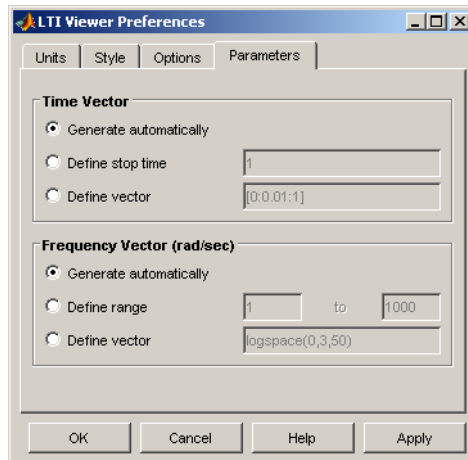 LTI Viewer Preferences
Units Style Options Parameters
Time Vector
Generate automatically
Define stop time 1
Define vector [0:0.01:1]
Frequency Vector (rad/sec)
Generate automatically
Define range 1 to 1000
Define vector logspace(0,3,50)
OK Cancel Help Apply